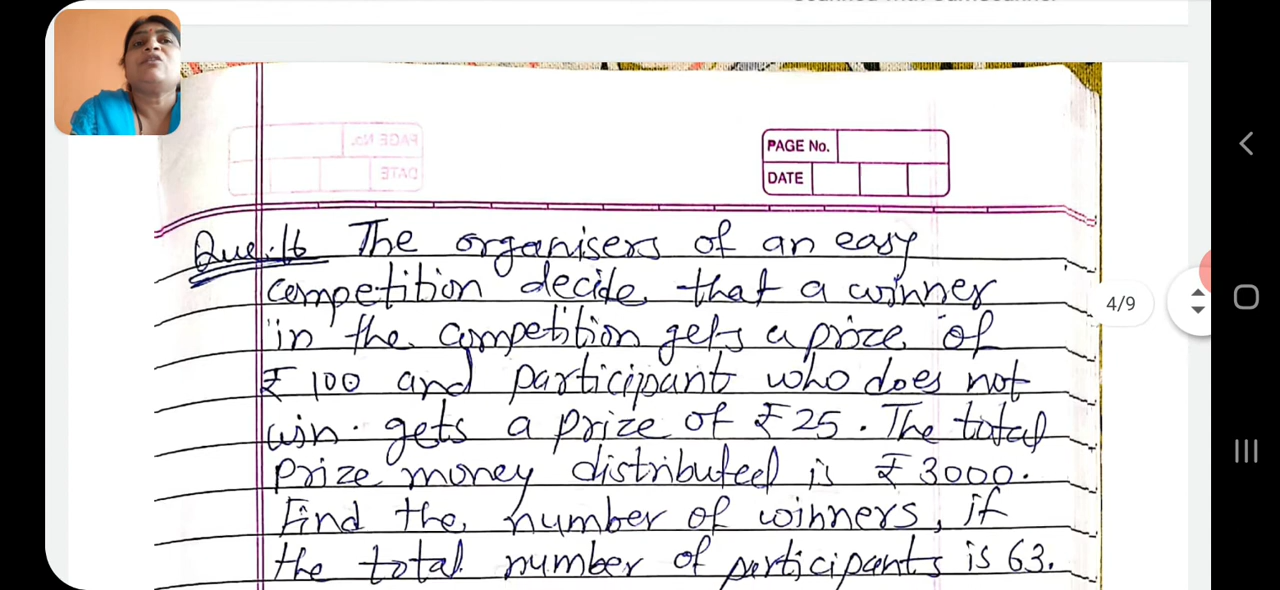 PAGE No.
DATE
Que.16 The organisers of an easy
competition decide that a winner
in the competition gets a prize of
₹ 100 and participant who does not
win. gets a prize of ₹ 25. The total
prize money distributed is ₹ 3000.
Find the number of winners, if
the total number of participants is 63.
4/9